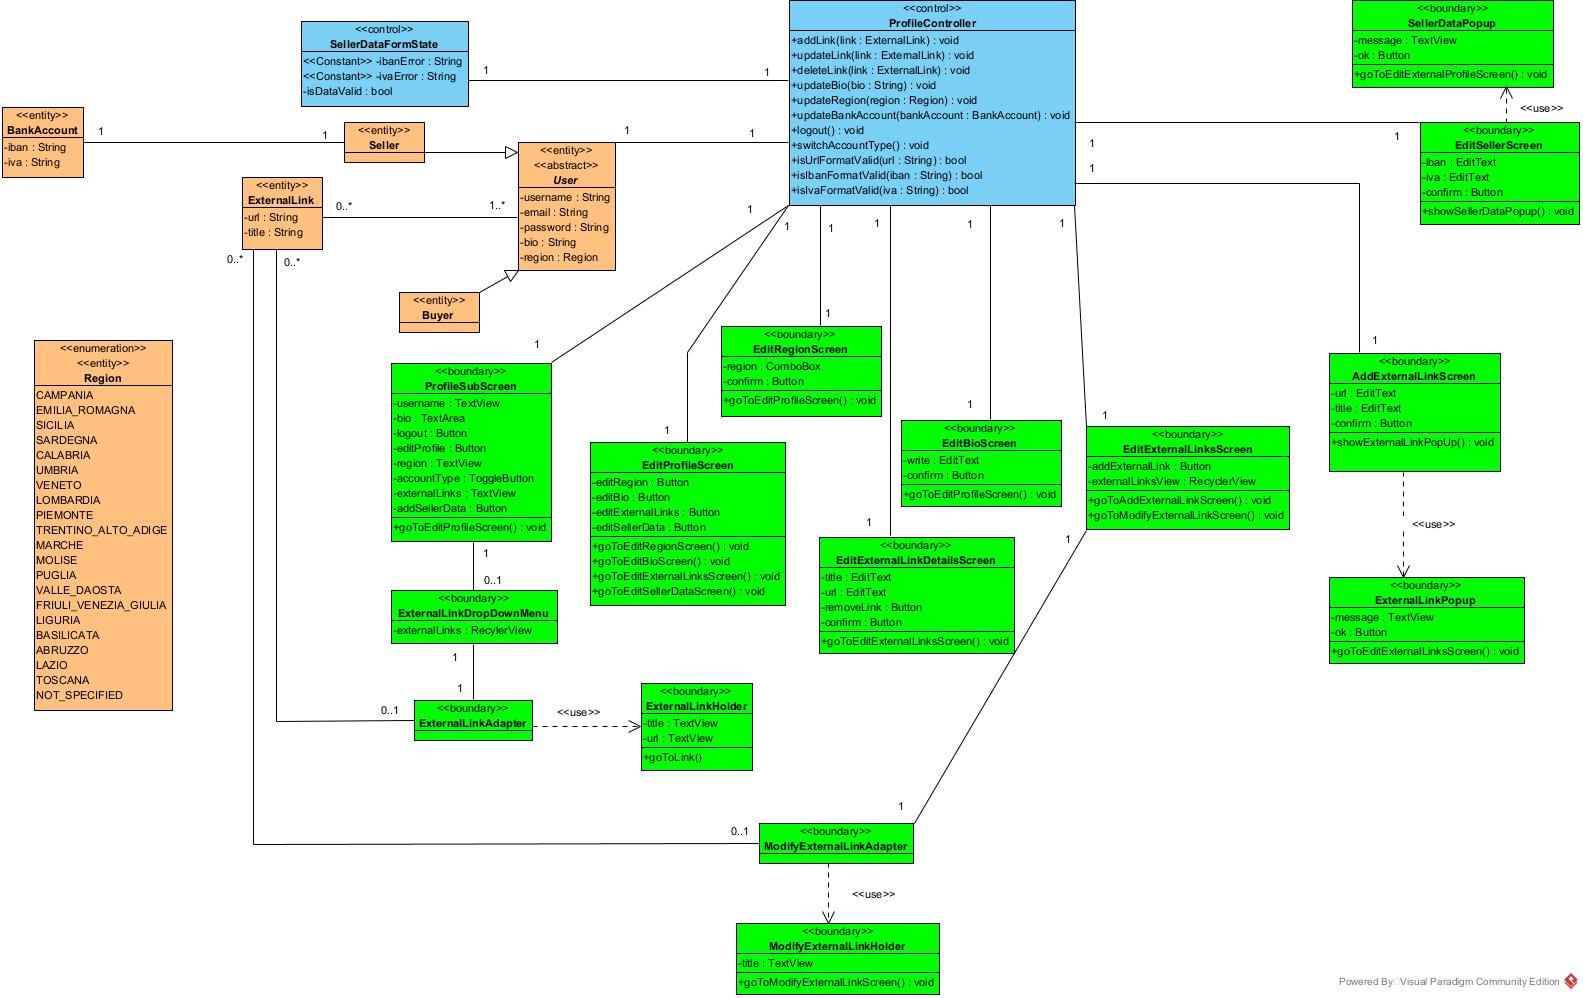 <<control>>
ProfileController
+addLink(link : ExternalLink) : void
+updateLink(link : ExternalLink) : void
+deleteLink(link : ExternalLink) : void
+updateBio(bio : String) : void
+updateRegion(region : Region) : void
+updateBankAccount(bankAccount : BankAccount) : void
+logout() : void
+switchAccountType() : void
+isUrlFormatValid(url : String) : bool
+isIbanFormatValid(iban : String) : bool
+isIvaFormatValid(iva : String) : bool
<<boundary>>
SellerDataPopup
-message : TextView
-ok : Button
+goToEditExternalProfileScreen() : void
<<control>>
SellerDataFormState
<<Constant>> -ibanError : String
<<Constant>> -ivaError : String
-isDataValid : bool
1
1
<<use>>
<<entity>>
BankAccount
-iban : String
-iva : String
1
1
<<entity>>
Seller
1
1
<<entity>>
<<abstract>>
User
-username : String
-email : String
-password : String
-bio : String
-region : Region
1
1
<<boundary>>
EditSellerScreen
-iban : EditText
-iva : EditText
-confirm : Button
+showSellerDataPopup() : void
1
<<entity>>
ExternalLink
-url : String
-title : String
0..*
1..*
1
1
1
1
1
1
0..*
0..*
<<entity>>
Buyer
<<enumeration>>
<<entity>>
Region
CAMPANIA
EMILIA_ROMAGNA
SICILIA
SARDEGNA
CALABRIA
UMBRIA
VENETO
LOMBARDIA
PIEMONTE
TRENTINO_ALTO_ADIGE
MARCHE
MOLISE
PUGLIA
VALLE_DAOSTA
FRIULI_VENEZIA_GIULIA
LIGURIA
BASILICATA
ABRUZZO
LAZIO
TOSCANA
NOT_SPECIFIED
1
<<boundary>>
ProfileSubScreen
-username : TextView
-bio : TextArea
-logout : Button
-editProfile : Button
-region : TextView
-accountType : ToggleButton
-externalLinks : TextView
-addSellerData : Button
+goToEditProfileScreen() : void
1
<<boundary>>
EditRegionScreen
-region : ComboBox
-confirm : Button
+goToEditProfileScreen() : void
1
<<boundary>>
EditProfileScreen
-editRegion : Button
-editBio : Button
-editExternalLinks : Button
-editSellerData : Button
+goToEditRegionScreen() : void
+goToEditBioScreen() : void
+goToEditExternalLinksScreen() : void
+goToEditSellerDataScreen() : void
1
<<boundary>>
EditBioScreen
-write : EditText
-confirm : Button
+goToEditProfileScreen() : void
1
<<boundary>>
EditExternalLinksScreen
-addExternalLink : Button
-externalLinksView : RecyclerView
+goToAddExternalLinkScreen() : void
+goToModifyExternalLinkScreen() : void
1
1
<<boundary>>
AddExternalLinkScreen
-url : EditText
-title : EditText
-confirm : Button
+showExternalLinkPopUp() : void
<<use>>
1
<<boundary>>
EditExternalLinkDetailsScreen
-title : EditText
-url : EditText
-removeLink : Button
-confirm : Button
+goToEditExternalLinksScreen() : void
<<boundary>>
ExternalLinkPopup
-message : TextView
-ok : Button
+goToEditExternalLinksScreen() : void
1
0..1
<<boundary>>
ExternalLinkDropDownMenu
-externalLinks : RecylerView
1
1
0..1
<<boundary>>
ExternalLinkAdapter
<<use>>
<<boundary>>
ExternalLinkHolder
-title : TextView
-url : TextView
+goToLink()
1
0..1
<<boundary>>
ModifyExternalLinkAdapter
<<use>>
<<boundary>>
ModifyExternalLinkHolder
-title : TextView
+goToModifyExternalLinkScreen() : void
Powered By Visual Paradigm Community Edition